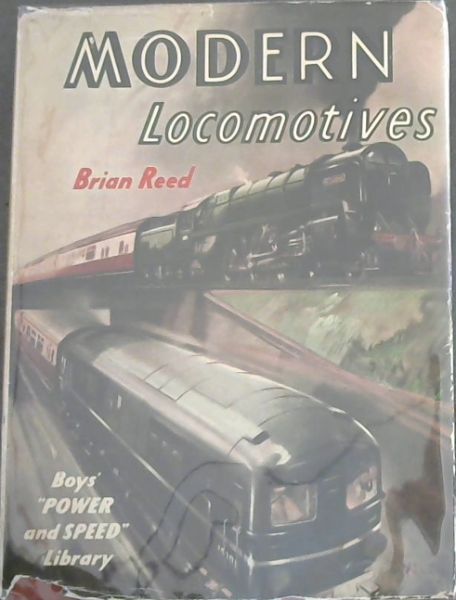 MODERN
Locomotives
Brian Reed
Boys'
"POWER
and SPEED"
Library